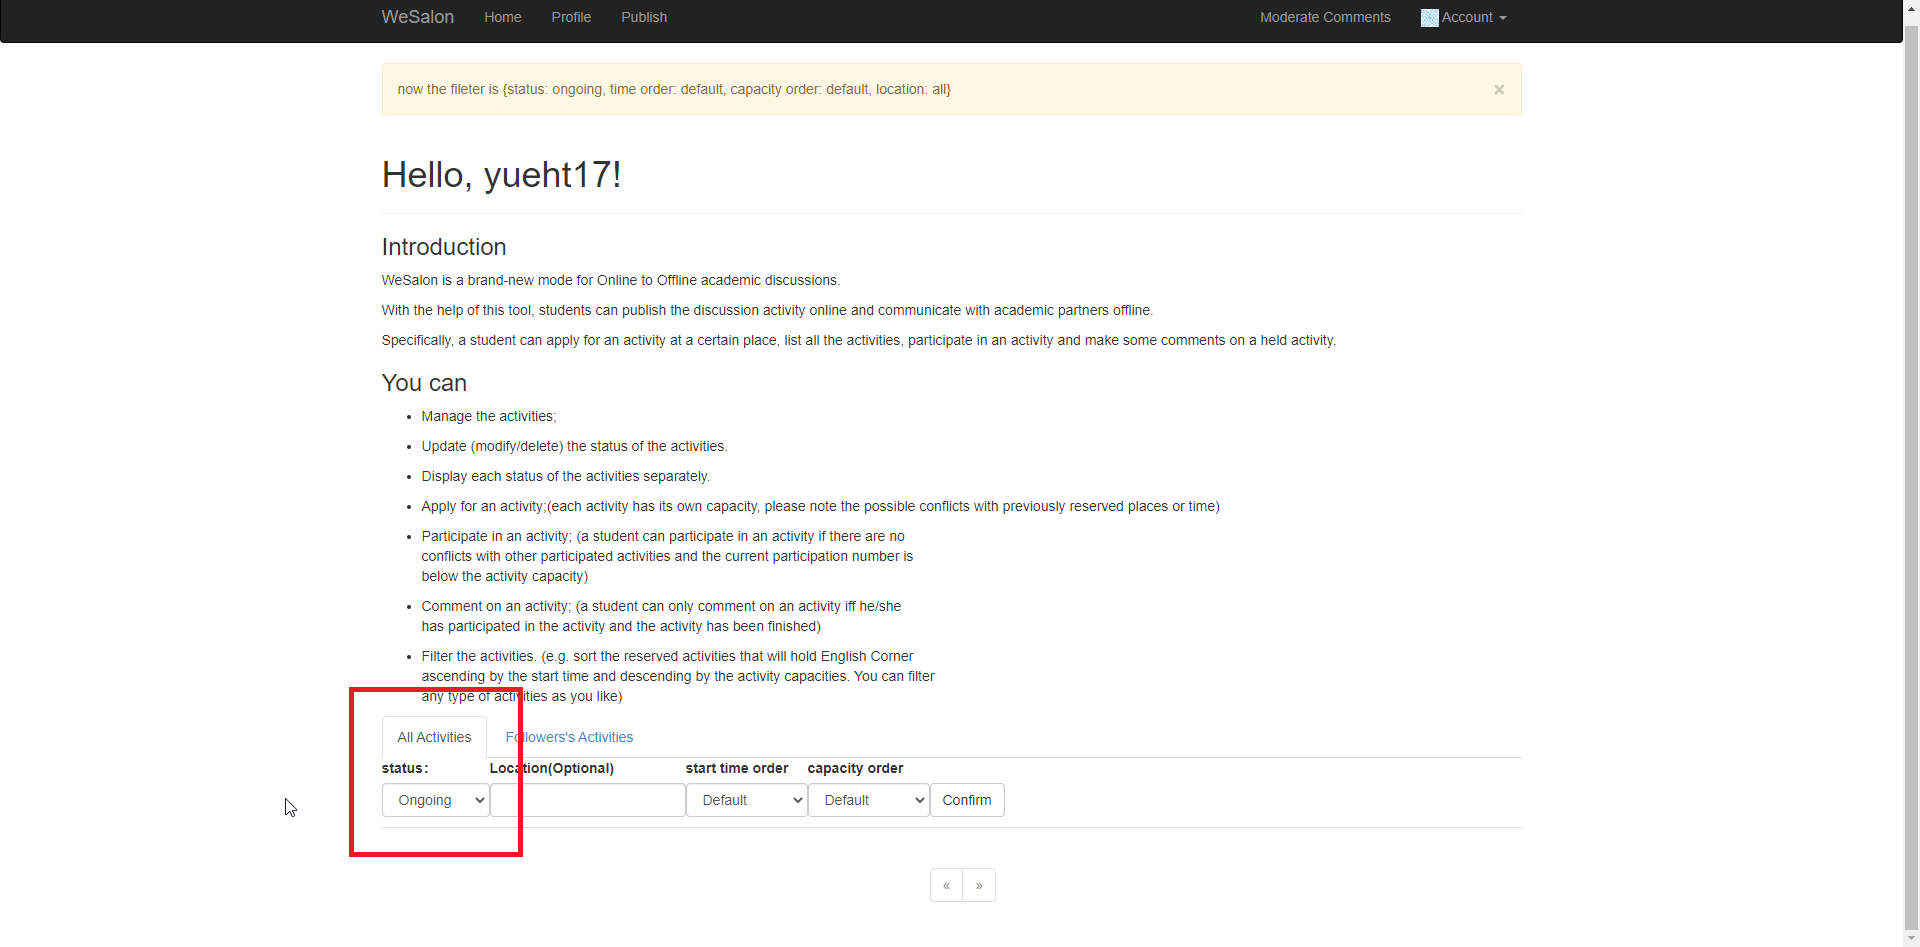 WeSalon Home Profile Publish Moderate Comments Account
now the fileter is {status: ongoing, time order: default, capacity order: default, location: all} ×
Hello, yueht17!
Introduction
WeSalon is a brand-new mode for Online to Offline academic discussions.
With the help of this tool, students can publish the discussion activity online and communicate with academic partners offline.
Specifically, a student can apply for an activity at a certain place, list all the activities, participate in an activity and make some comments on a held activity.
You can
• Manage the activities;
• Update (modify/delete) the status of the activities.
• Display each status of the activities separately.
• Apply for an activity;(each activity has its own capacity, please note the possible conflicts with previously reserved places or time)
• Participate in an activity; (a student can participate in an activity if there are no
conflicts with other participated activities and the current participation number is
below the activity capacity)
• Comment on an activity; (a student can only comment on an activity iff he/she
has participated in the activity and the activity has been finished)
• Filter the activities. (e.g. sort the reserved activities that will hold English Corner
ascending by the start time and descending by the activity capacities. You can filter
any type of activities as you like)
All Activities Followers's Activities
status: Location(Optional) start time order capacity order
Ongoing Default Default Confirm
« »